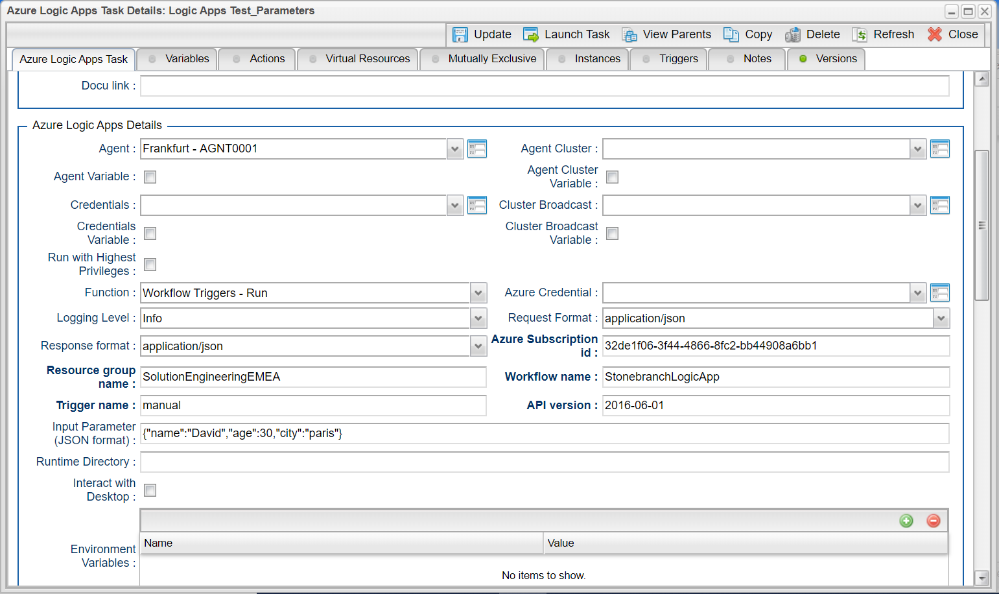 Azure Logic Apps Task Details: Logic Apps Test_Parameters
Update Launch Task View Parents Copy Delete Refresh Close
Azure Logic Apps Task Variables Actions Virtual Resources Mutually Exclusive Instances Triggers Notes Versions
Docu link :
Azure Logic Apps Details
Agent : Frankfurt - AGNT0001 Agent Cluster :
Agent Variable : Agent Cluster
Variable :
Credentials : Cluster Broadcast :
Credentials Cluster Broadcast
Variable : Variable :
Run with Highest
Privileges :
Function : Workflow Triggers - Run Azure Credential :
Logging Level : Info Request Format : application/json
Response format : application/json Azure Subscription
id : 32de1f06-3f44-4866-8fc2-bb44908a6bb1
Resource group
name : SolutionEngineeringEMEA Workflow name : StonebranchLogicApp
Trigger name : manual API version : 2016-06-01
Input Parameter
(JSON format) : {"name":"David","age":30,"city":"paris"}
Runtime Directory :
Interact with
Desktop :
Name Value
Environment
Variables :
No items to show.